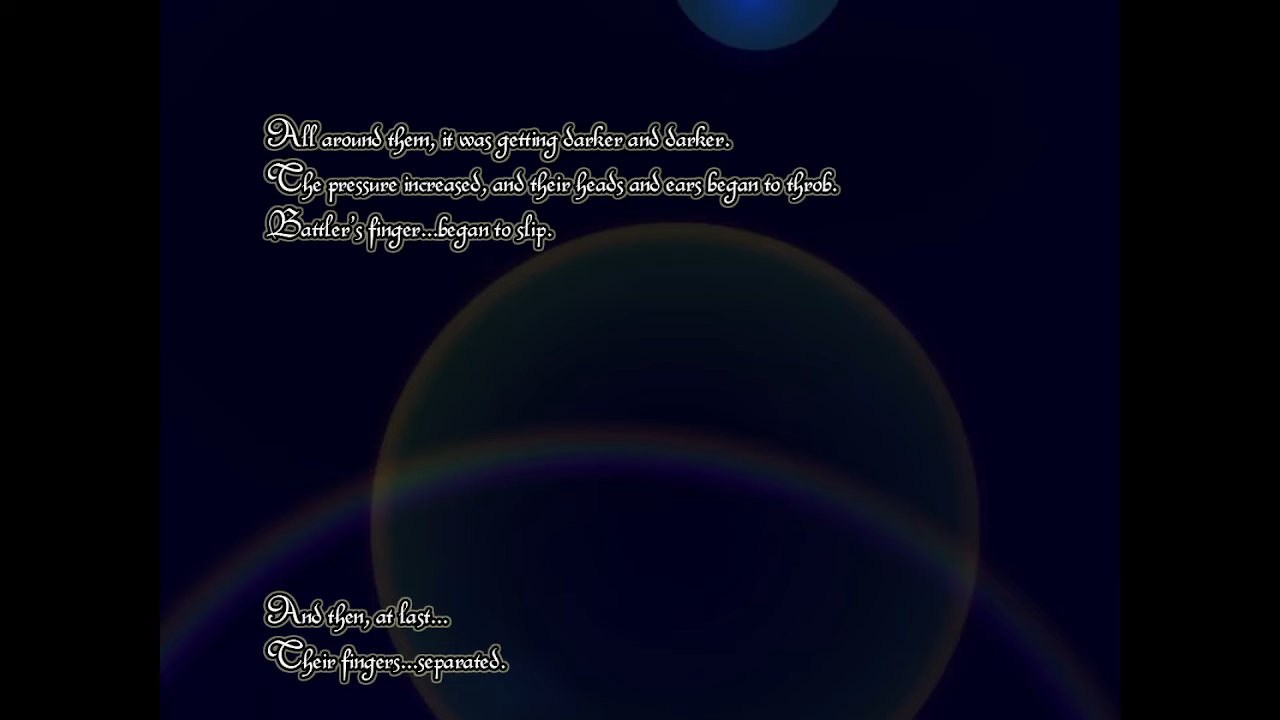 All around them, it was getting darker and darker.
The pressure increased, and their heads and ears began to throb.
Battler's finger...began to slip.
And then, at last...
Their fingers...separated.